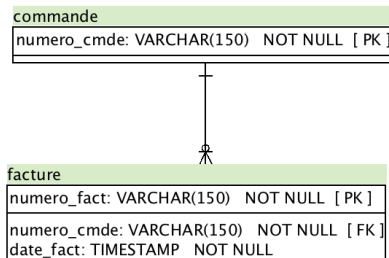 commande
numero_cmde: VARCHAR(150) NOT NULL [ PK ]
facture
numero_fact: VARCHAR(150) NOT NULL [ PK ]
numero_cmde: VARCHAR(150) NOT NULL [ FK ]
date_fact: TIMESTAMP NOT NULL